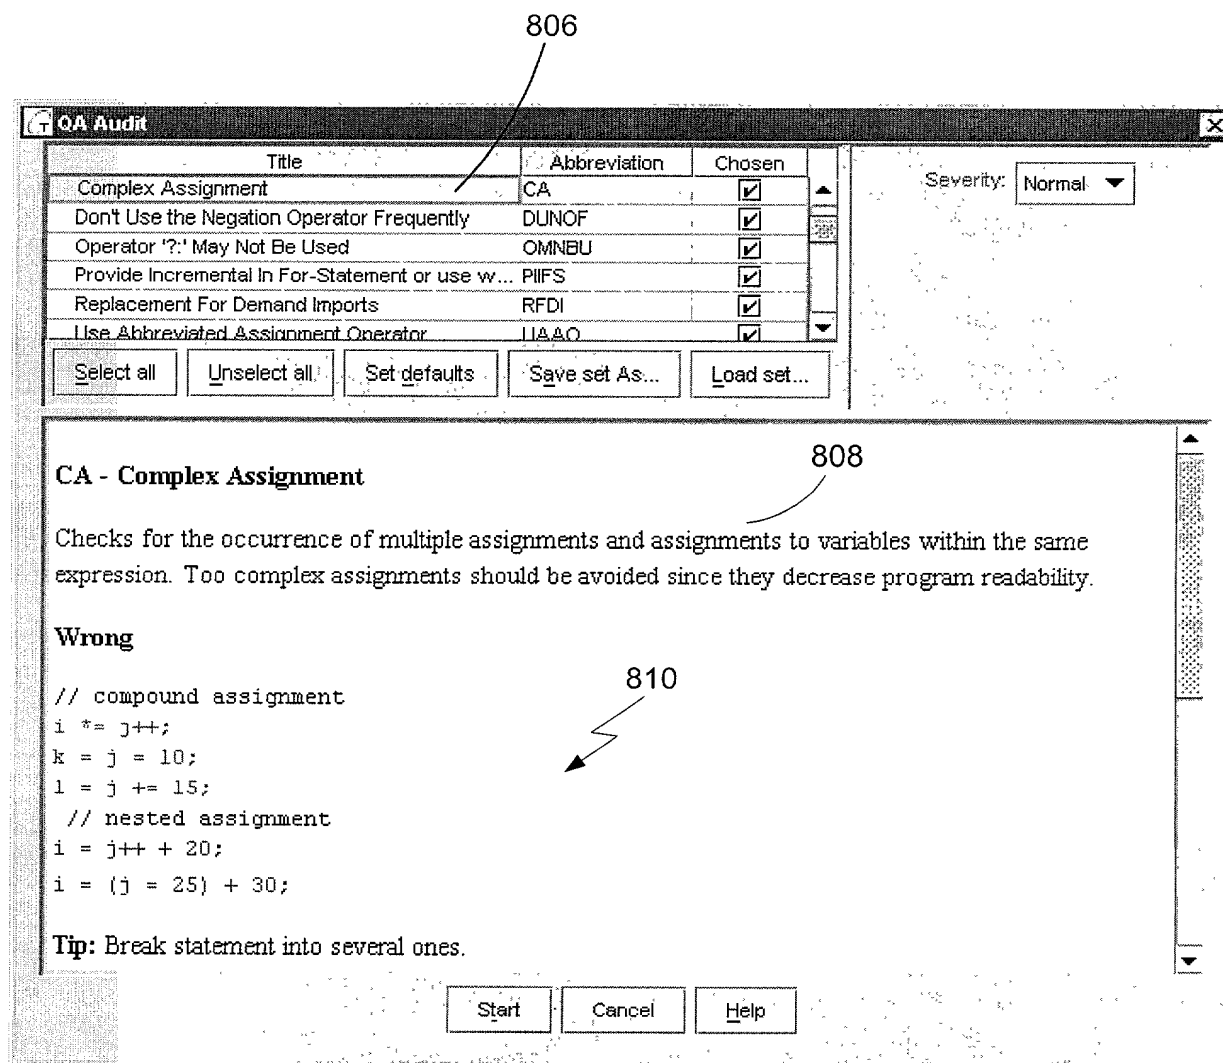 806
QA Audit
Title Abbreviation Chosen
Complex Assignment CA
Don't Use the Negation Operator Frequently DUNOF
Operator '?:' May Not Be Used OMNBU
Provide Incremental In For-Statement or use w... PIIFS
Replacement For Demand Imports RFDI
Use Abbreviated Assignment Operator UAAO
Severity: Normal
Select all Unselect all Set defaults Save set As... Load set...
808
CA - Complex Assignment
Checks for the occurrence of multiple assignments and assignments to variables within the same
expression. Too complex assignments should be avoided since they decrease program readability.
Wrong
810
// compound assignment
i *= j++;
k = j = 10;
l = j += 15;
// nested assignment
i = j++ + 20;
i = (j = 25) + 30;
Tip: Break statement into several ones.
Start Cancel Help